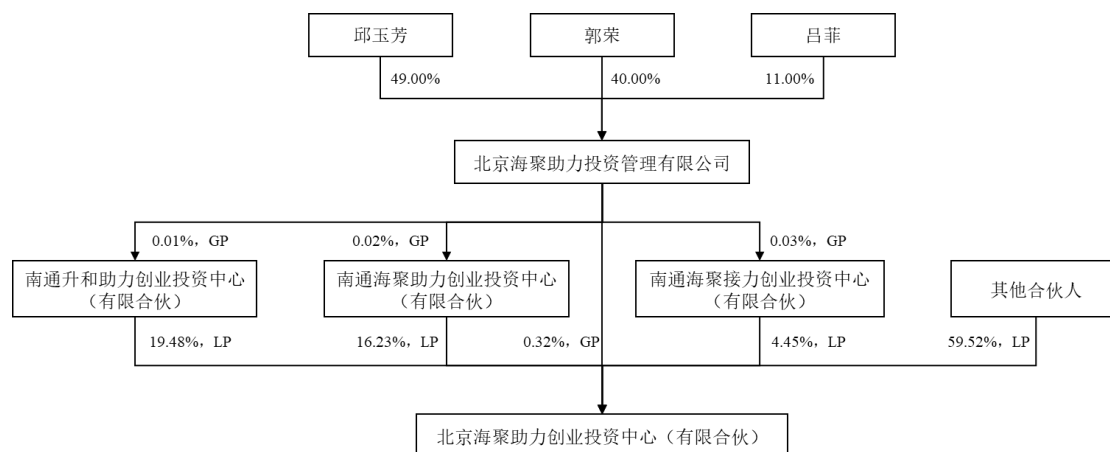 邱玉芳
郭荣
吕菲
49.00%
40.00%
11.00%
北京海聚助力投资管理有限公司
0.01%，GP
0.02%，GP
0.03%，GP
南通升和助力创业投资中心
（有限合伙）
南通海聚助力创业投资中心
（有限合伙）
南通海聚接力创业投资中心
（有限合伙）
其他合伙人
19.48%，LP
16.23%，LP
0.32%，GP
4.45%，LP
59.52%，LP
北京海聚助力创业投资中心（有限合伙）